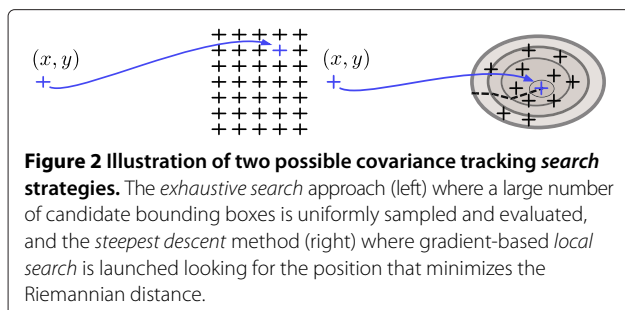 (x, y)
(x, y)
Figure 2 Illustration of two possible covariance tracking search
strategies. The exhaustive search approach (left) where a large number
of candidate bounding boxes is uniformly sampled and evaluated,
and the steepest descent method (right) where gradient-based local
search is launched looking for the position that minimizes the
Riemannian distance.